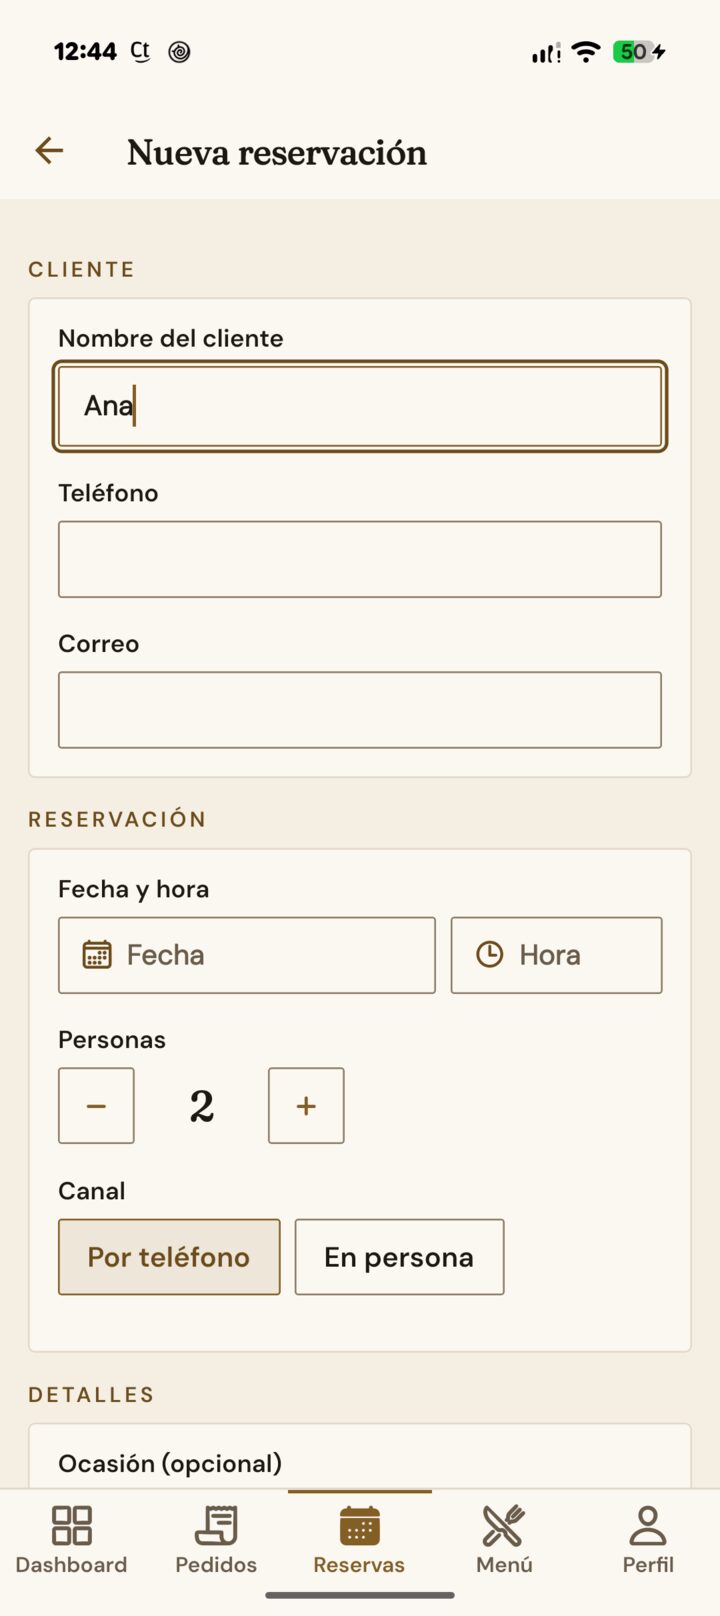 12:44 Ct 50
Nueva reservación
CLIENTE
Nombre del cliente
Ana
Teléfono
Correo
RESERVACIÓN
Fecha y hora
Fecha Hora
Personas
− 2 +
Canal
Por teléfono En persona
DETALLES
Ocasión (opcional)
Dashboard Pedidos Reservas Menú Perfil